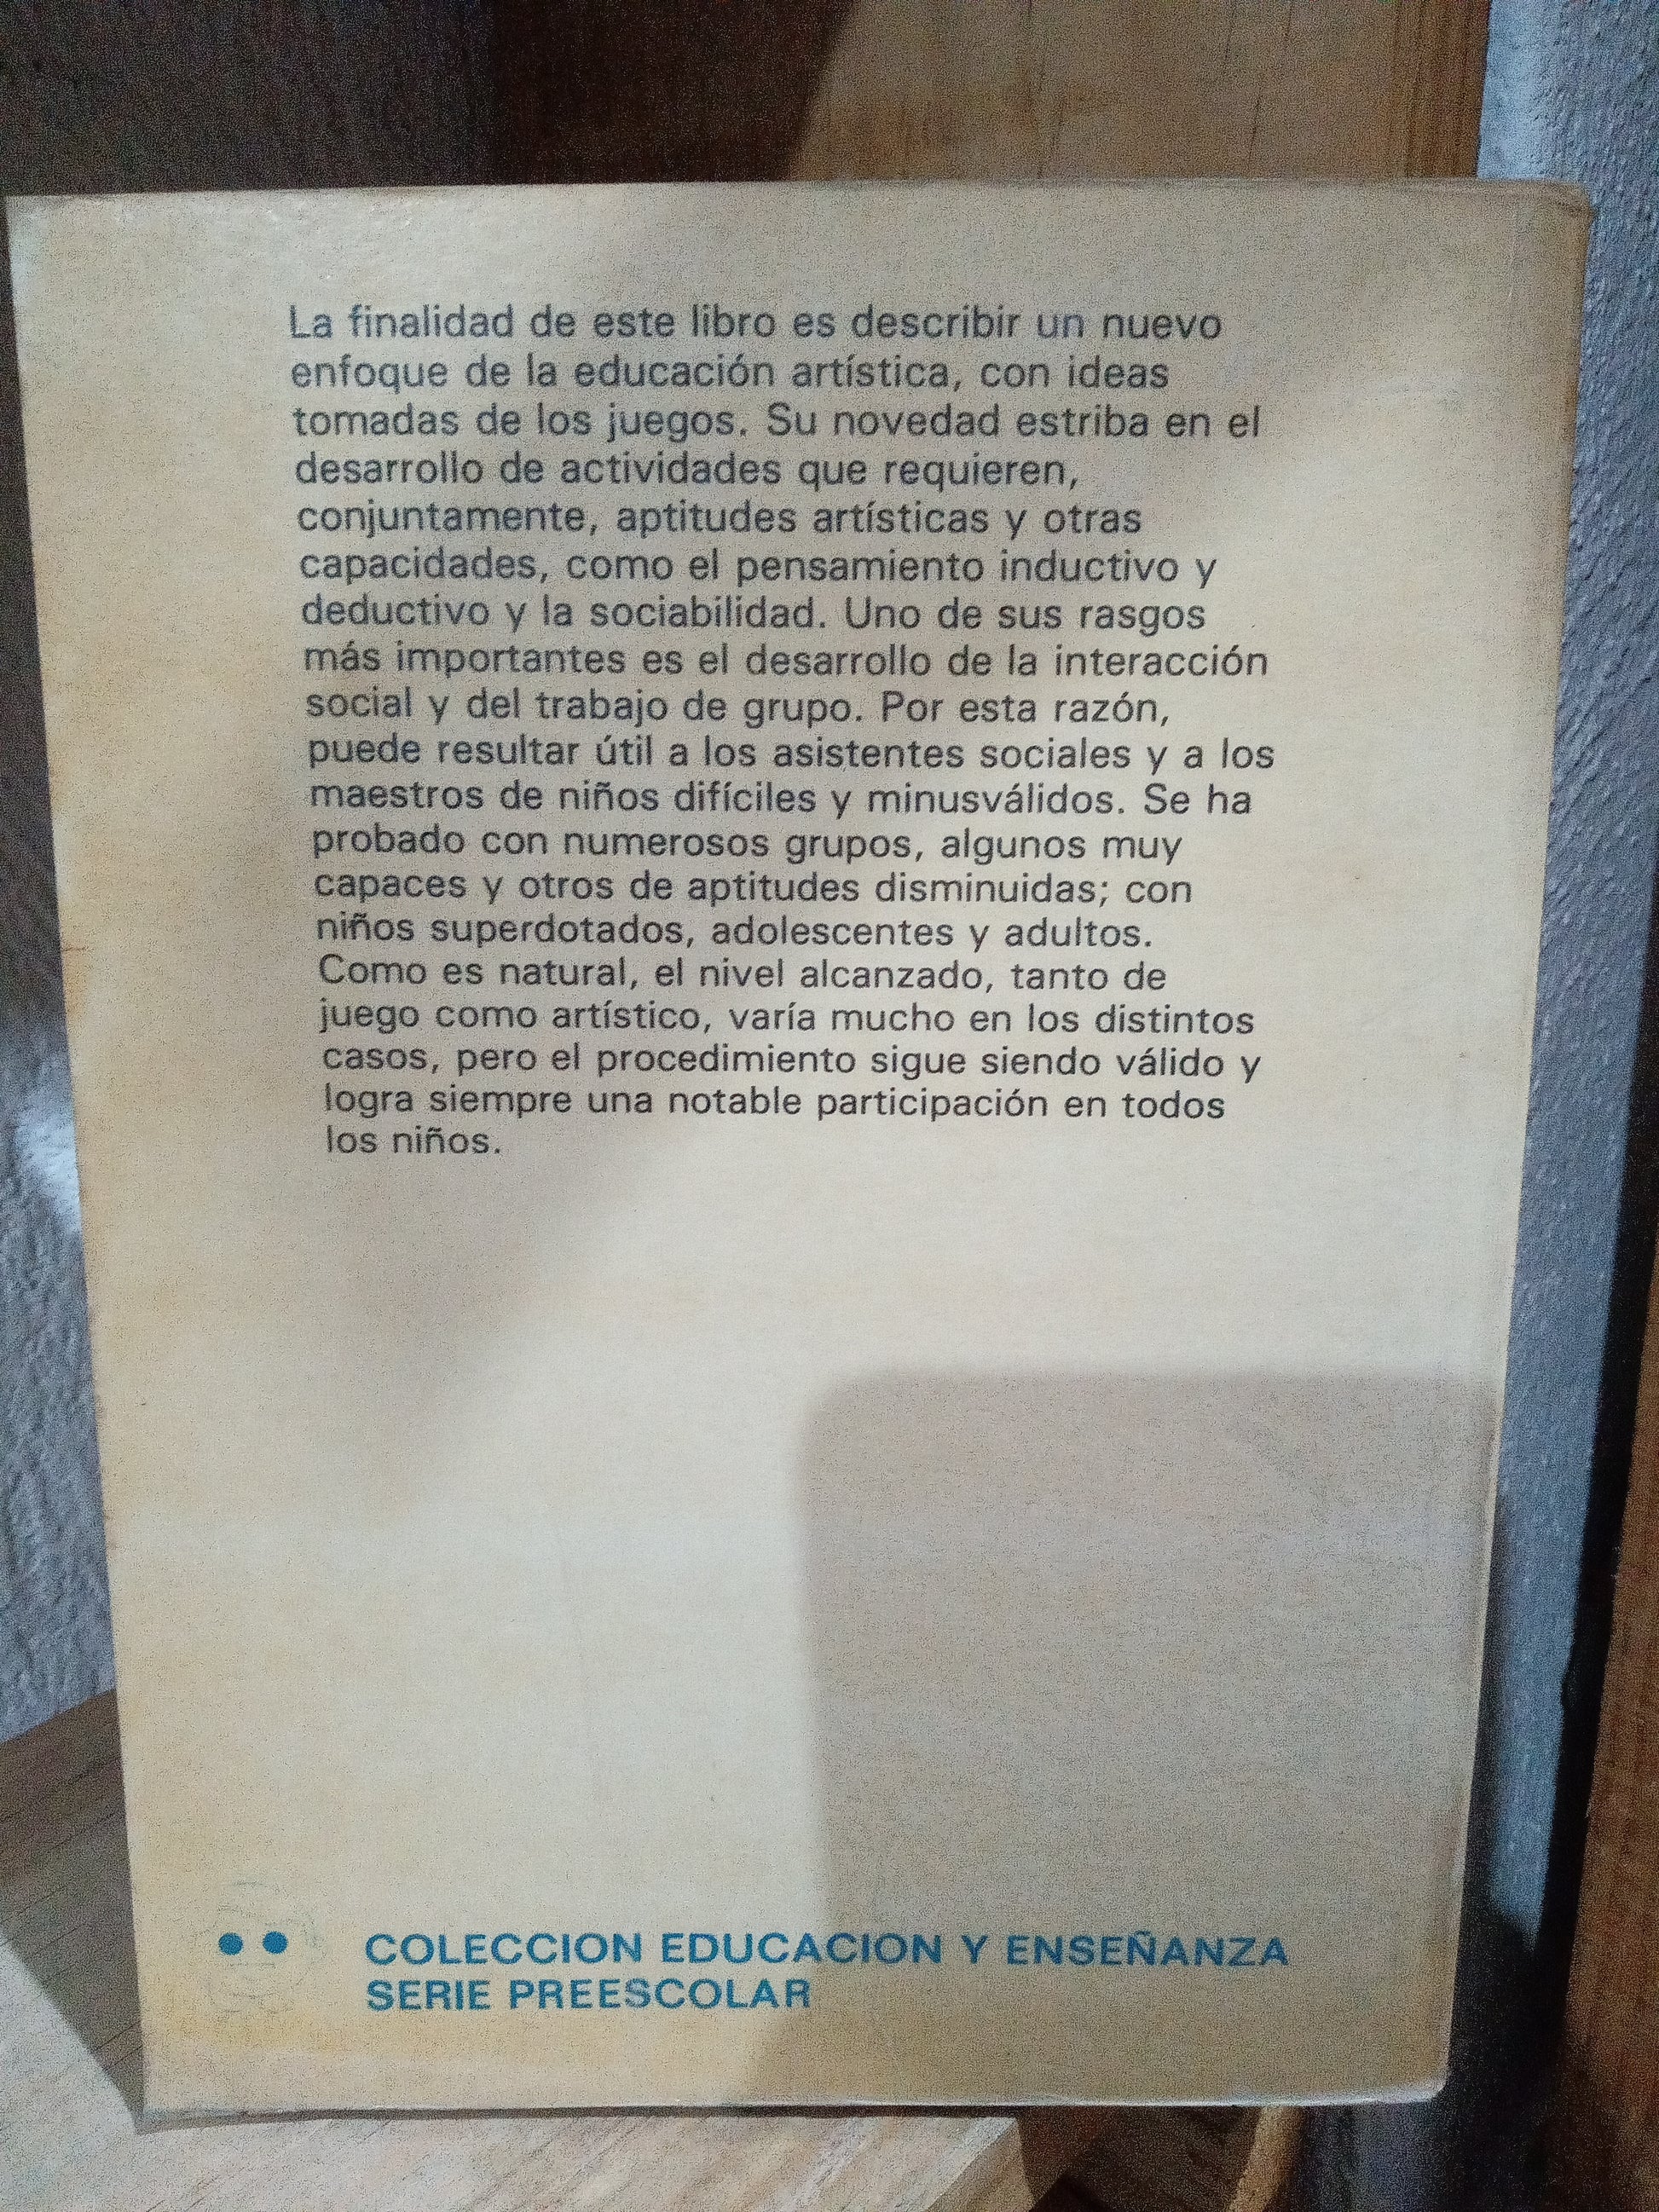 La finalidad de este libro es describir un nuevo
enfoque de la educación artística, con ideas
tomadas de los juegos. Su novedad estriba en el
desarrollo de actividades que requieren,
conjuntamente, aptitudes artísticas y otras
capacidades, como el pensamiento inductivo y
deductivo y la sociabilidad. Uno de sus rasgos
más importantes es el desarrollo de la interacción
social y del trabajo de grupo. Por esta razón,
puede resultar útil a los asistentes sociales y a los
maestros de niños difíciles y minusválidos. Se ha
probado con numerosos grupos, algunos muy
capaces y otros de aptitudes disminuidas; con
niños superdotados, adolescentes y adultos.
Como es natural, el nivel alcanzado, tanto de
juego como artístico, varía mucho en los distintos
casos, pero el procedimiento sigue siendo válido y
logra siempre una notable participación en todos
los niños.
COLECCION EDUCACION Y ENSEÑANZA
SERIE PREESCOLAR